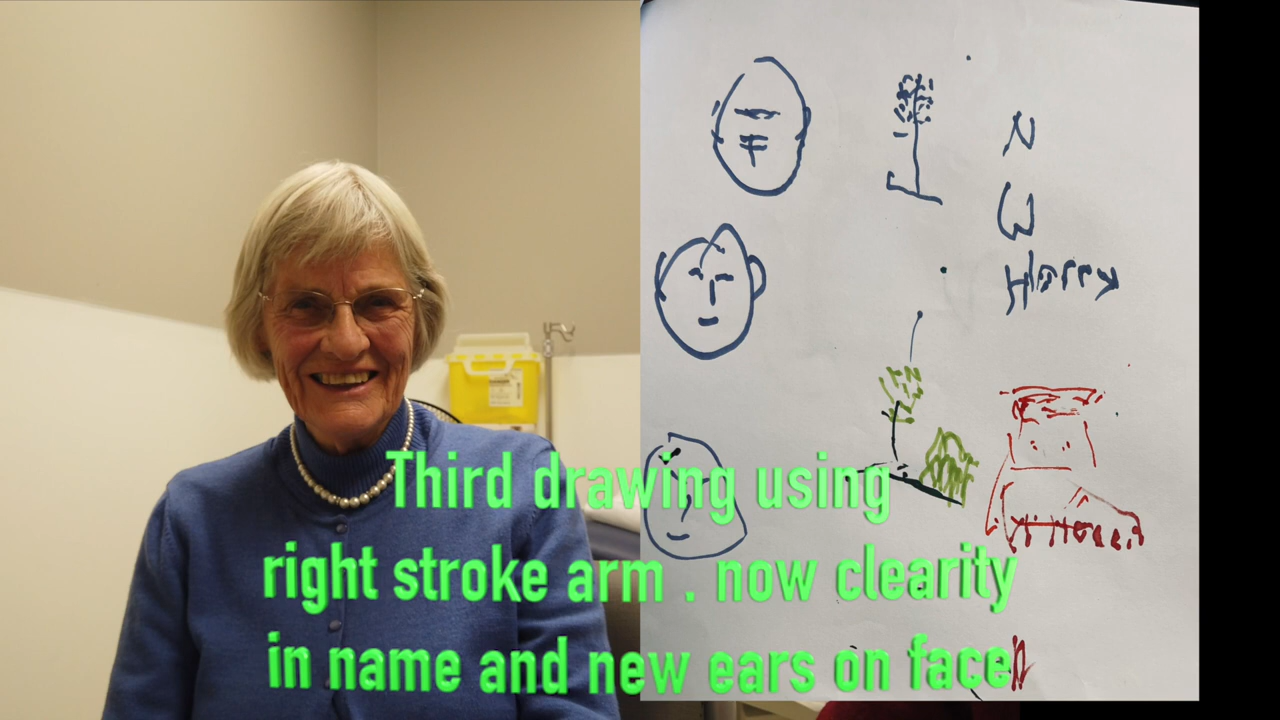 N
W
Harry
Third drawing using
right stroke arm . now clearity
in name and new ears on face